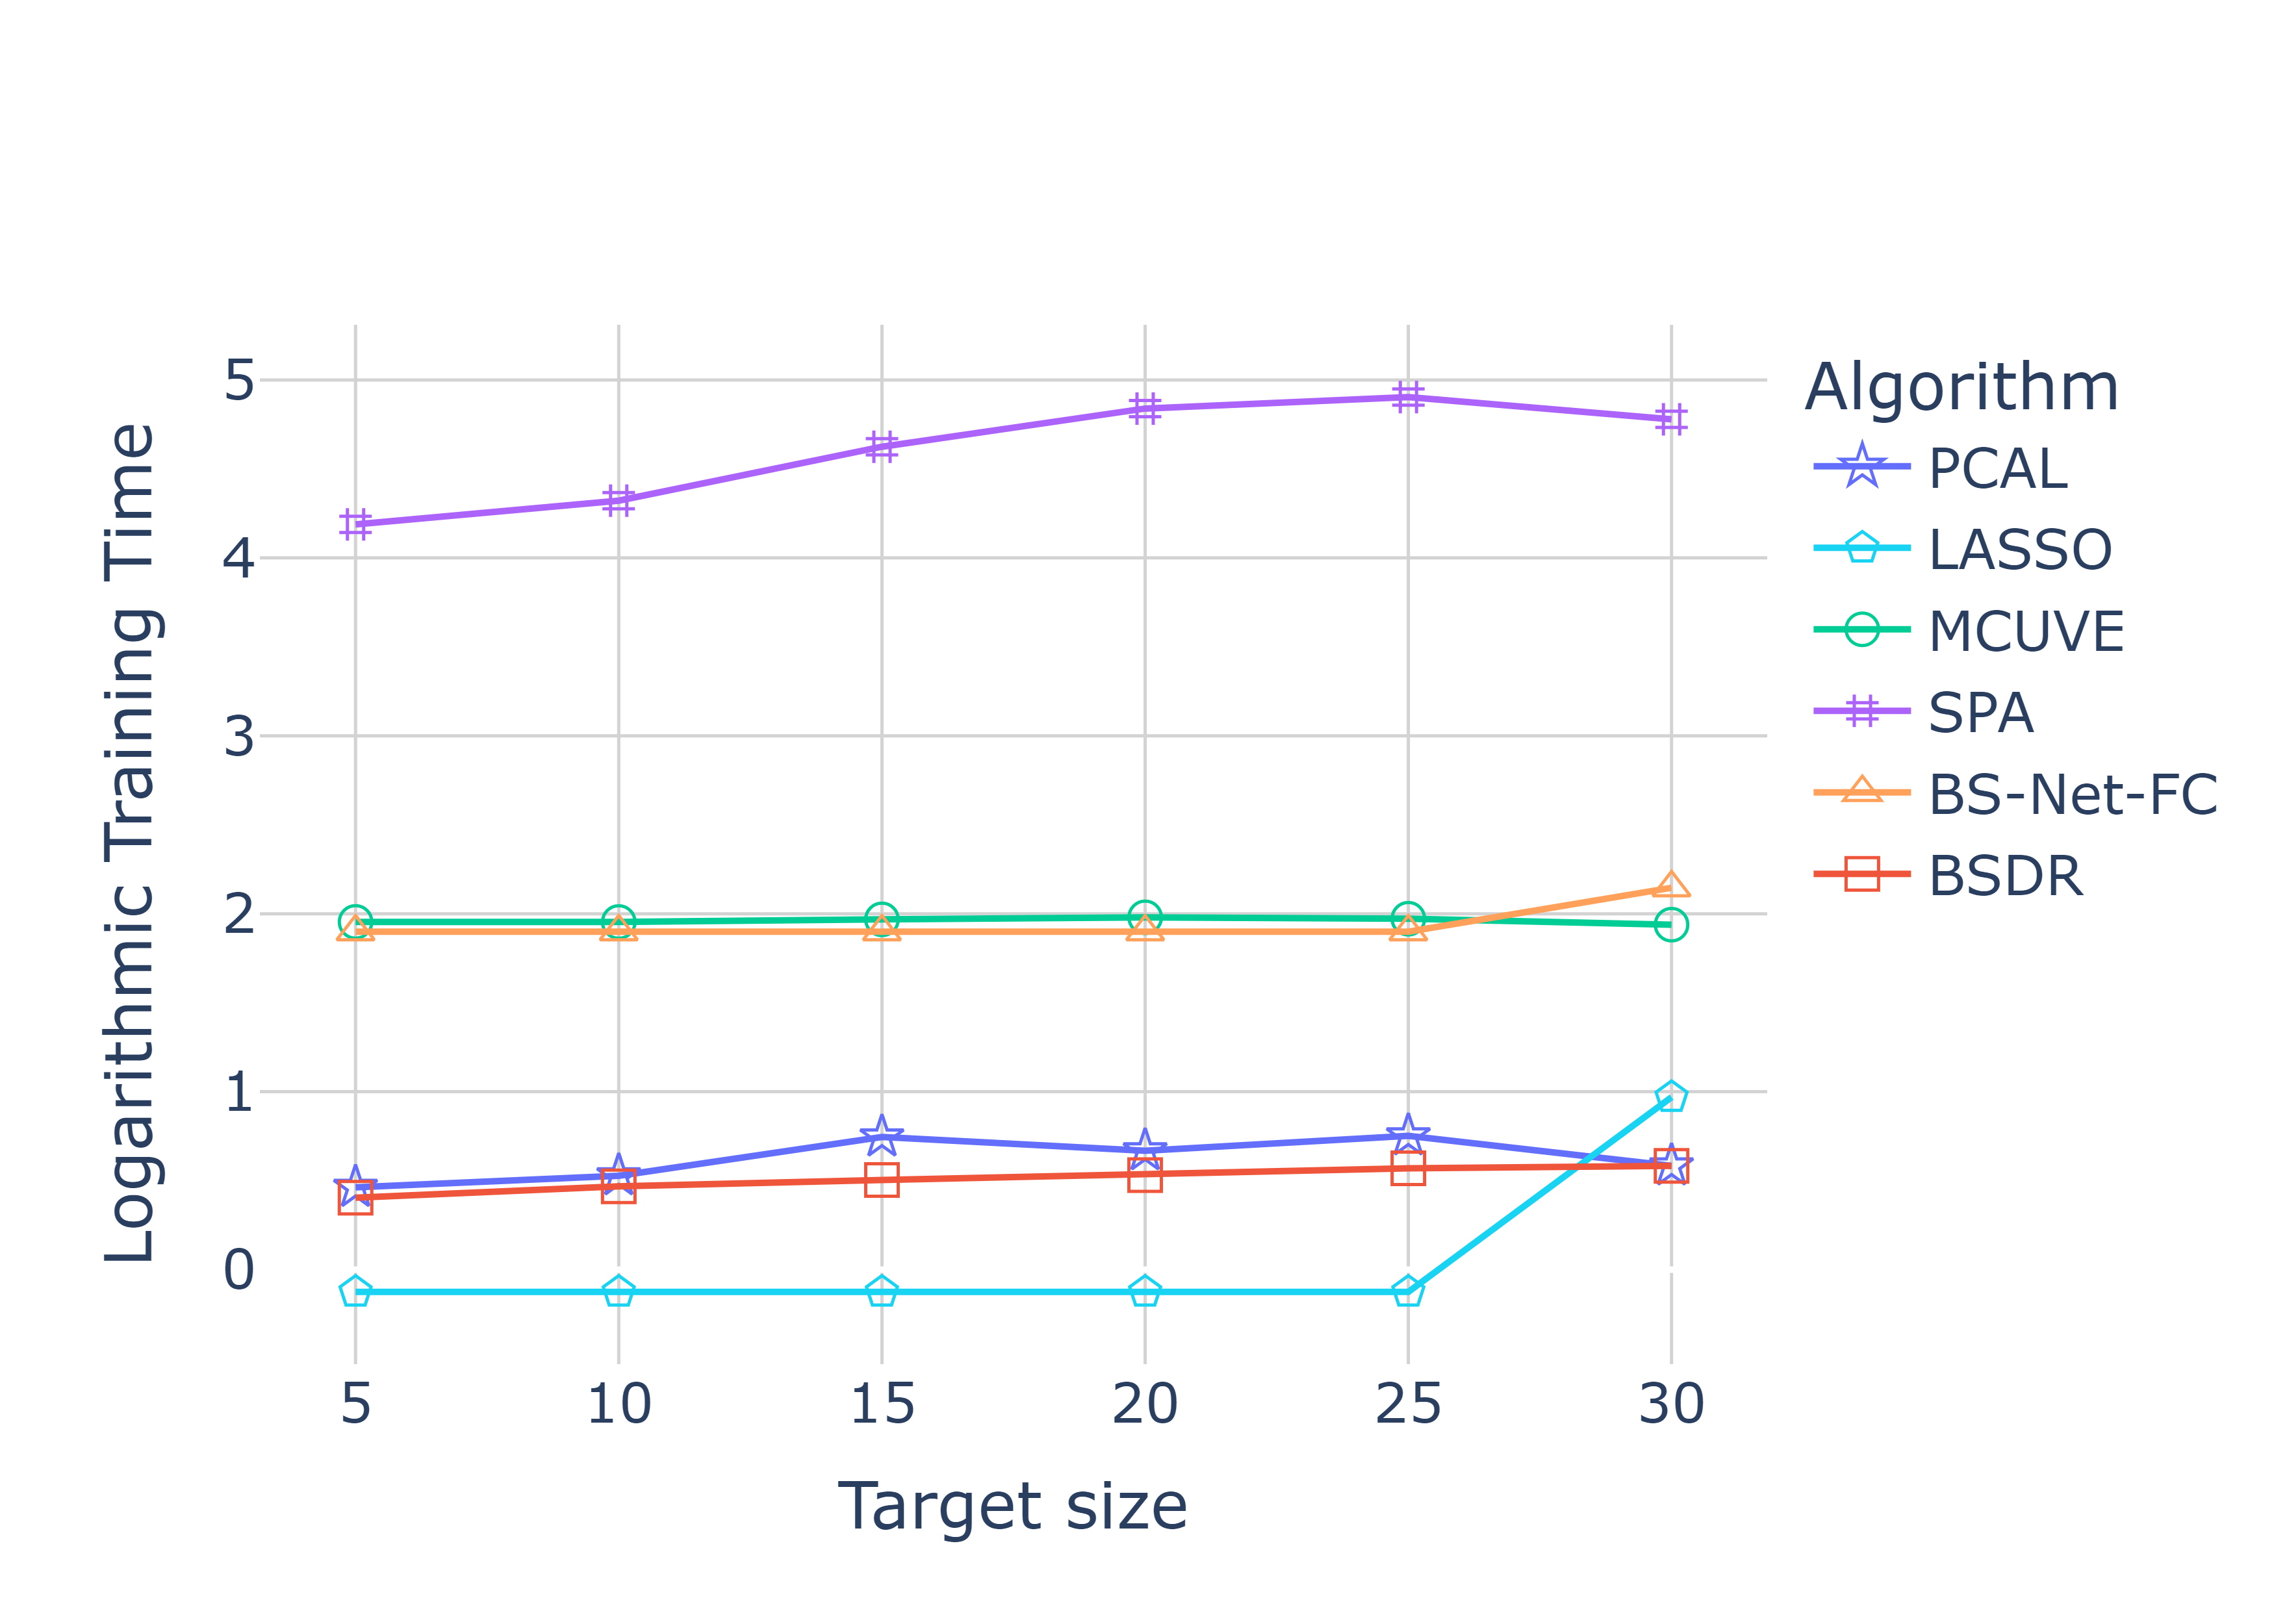 Logarithmic Training Time
5
4
3
2
1
0
5 10 15 20 25 30
Target size
Algorithm
PCAL
LASSO
MCUVE
SPA
BS-Net-FC
BSDR